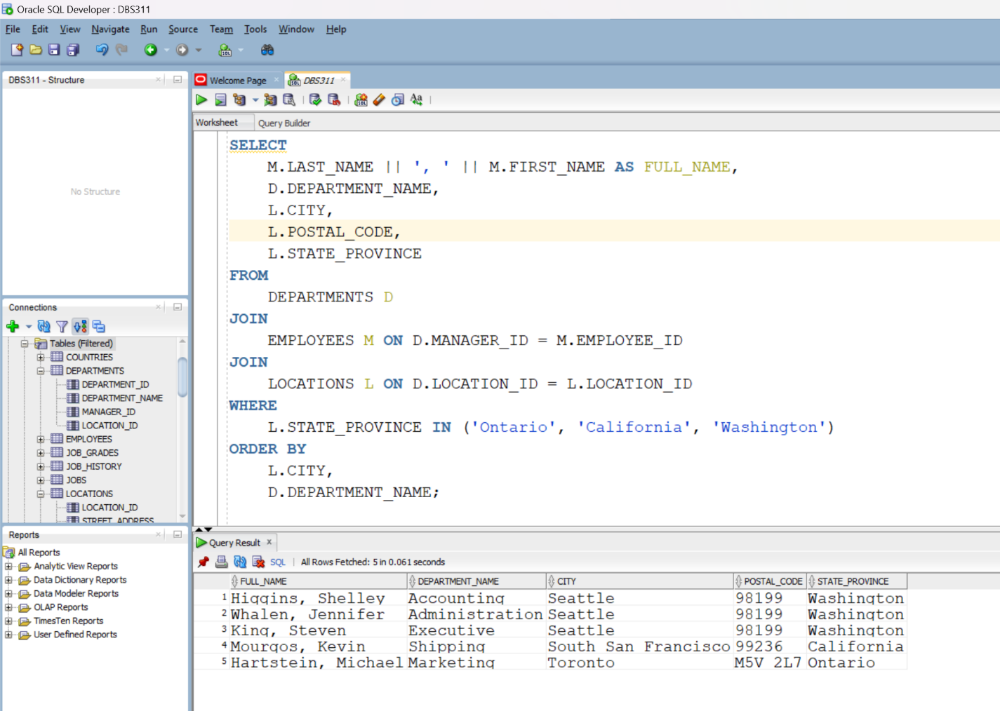 Oracle SQL Developer : DBS311
File Edit View Navigate Run Source Team Tools Window Help
DBS311 - Structure
No Structure
Connections
Tables (Filtered)
COUNTRIES
DEPARTMENTS
DEPARTMENT_ID
DEPARTMENT_NAME
MANAGER_ID
LOCATION_ID
EMPLOYEES
JOB_GRADES
JOB_HISTORY
JOBS
LOCATIONS
LOCATION_ID
STREET_ADDRESS
Reports
All Reports
Analytic View Reports
Data Dictionary Reports
Data Modeler Reports
OLAP Reports
TimesTen Reports
User Defined Reports
Welcome Page DBS311
Worksheet Query Builder
SELECT
M.LAST_NAME || ', ' || M.FIRST_NAME AS FULL_NAME,
D.DEPARTMENT_NAME,
L.CITY,
L.POSTAL_CODE,
L.STATE_PROVINCE
FROM
DEPARTMENTS D
JOIN
EMPLOYEES M ON D.MANAGER_ID = M.EMPLOYEE_ID
JOIN
LOCATIONS L ON D.LOCATION_ID = L.LOCATION_ID
WHERE
L.STATE_PROVINCE IN ('Ontario', 'California', 'Washington')
ORDER BY
L.CITY,
D.DEPARTMENT_NAME;
Query Result
SQL | All Rows Fetched: 5 in 0.061 seconds
FULL_NAME DEPARTMENT_NAME CITY POSTAL_CODE STATE_PROVINCE
1 Higgins, Shelley Accounting Seattle 98199 Washington
2 Whalen, Jennifer Administration Seattle 98199 Washington
3 King, Steven Executive Seattle 98199 Washington
4 Mourgos, Kevin Shipping South San Francisco 99236 California
5 Hartstein, Michael Marketing Toronto M5V 2L7 Ontario